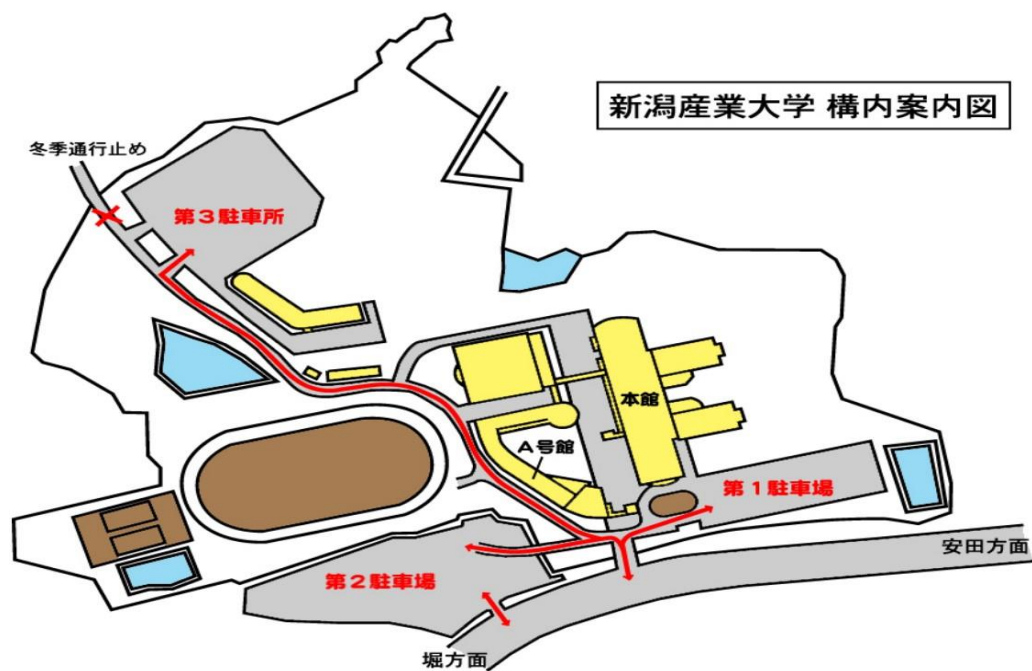 新潟産業大学 構内案内図
冬季通行止め
第3駐車所
本館
A号館
第1駐車場
安田方面
第2駐車場
堀方面